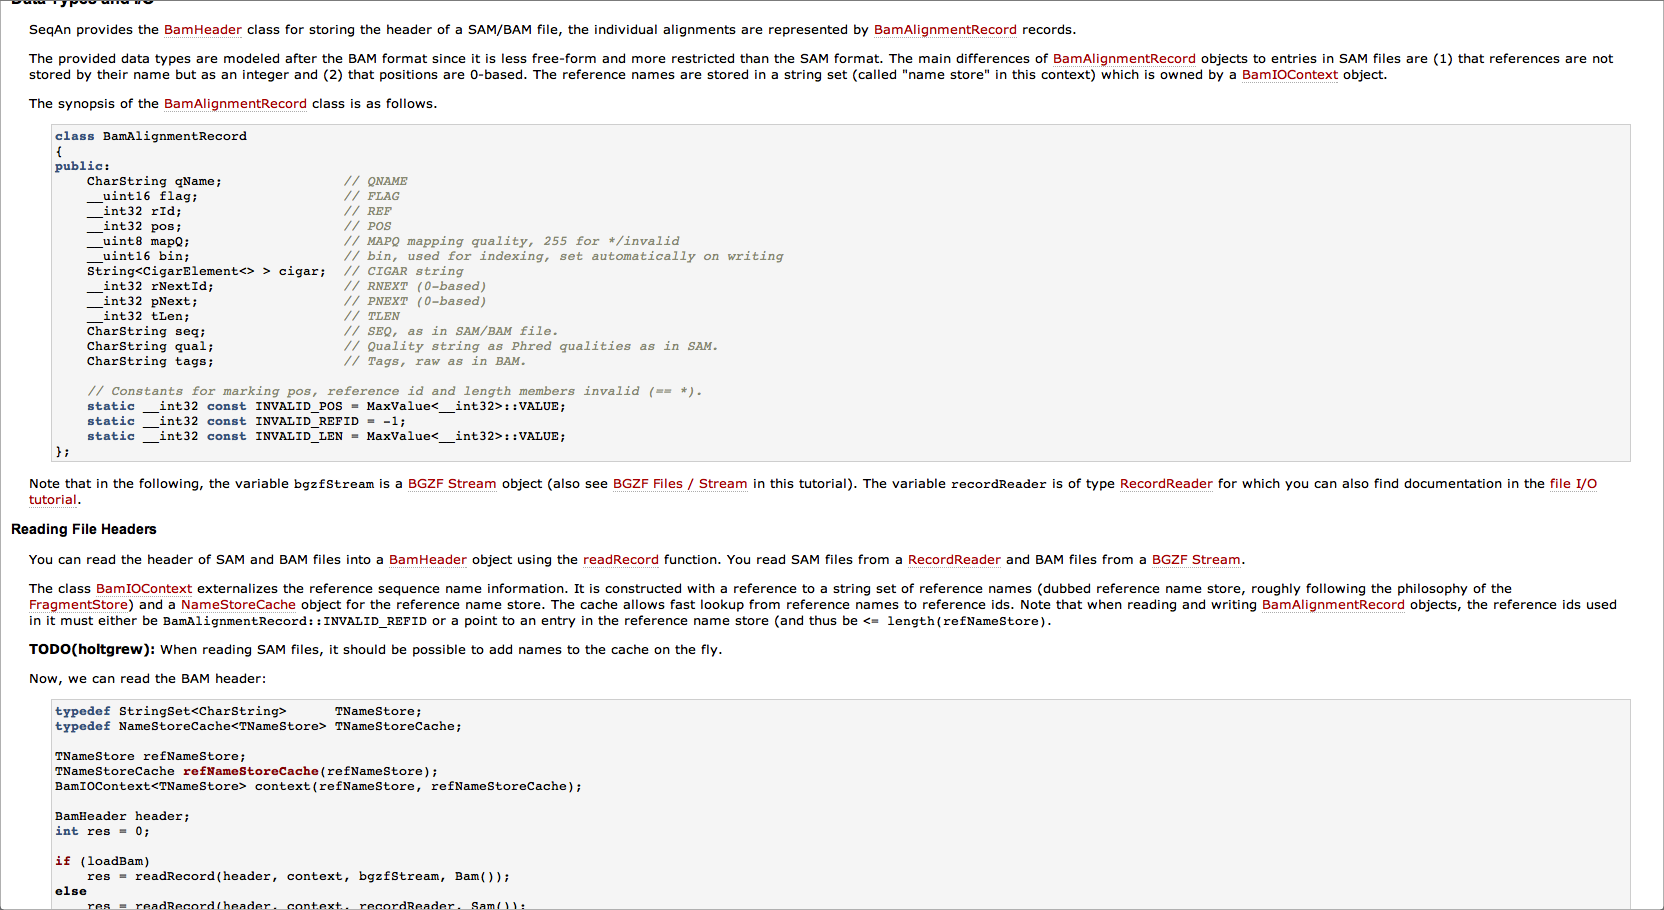 Data Types and I/O
SeqAn provides the BamHeader class for storing the header of a SAM/BAM file, the individual alignments are represented by BamAlignmentRecord records.
The provided data types are modeled after the BAM format since it is less free-form and more restricted than the SAM format. The main differences of BamAlignmentRecord objects to entries in SAM files are (1) that references are not
stored by their name but as an integer and (2) that positions are 0-based. The reference names are stored in a string set (called "name store" in this context) which is owned by a BamIOContext object.
The synopsis of the BamAlignmentRecord class is as follows.
class BamAlignmentRecord
{
public:
    CharString qName;               // QNAME
    __uint16 flag;                  // FLAG
    __int32 rId;                    // REF
    __int32 pos;                    // POS
    __uint8 mapQ;                   // MAPQ mapping quality, 255 for */invalid
    __uint16 bin;                   // bin, used for indexing, set automatically on writing
    String<CigarElement<> > cigar;  // CIGAR string
    __int32 rNextId;                // RNEXT (0-based)
    __int32 pNext;                  // PNEXT (0-based)
    __int32 tLen;                   // TLEN
    CharString seq;                 // SEQ, as in SAM/BAM file.
    CharString qual;                // Quality string as Phred qualities as in SAM.
    CharString tags;                // Tags, raw as in BAM.
    // Constants for marking pos, reference id and length members invalid (== *).
    static __int32 const INVALID_POS = MaxValue<__int32>::VALUE;
    static __int32 const INVALID_REFID = -1;
    static __int32 const INVALID_LEN = MaxValue<__int32>::VALUE;
};
Note that in the following, the variable bgzfStream is a BGZF Stream object (also see BGZF Files / Stream in this tutorial). The variable recordReader is of type RecordReader for which you can also find documentation in the file I/O
tutorial.
Reading File Headers
You can read the header of SAM and BAM files into a BamHeader object using the readRecord function. You read SAM files from a RecordReader and BAM files from a BGZF Stream.
The class BamIOContext externalizes the reference sequence name information. It is constructed with a reference to a string set of reference names (dubbed reference name store, roughly following the philosophy of the
FragmentStore) and a NameStoreCache object for the reference name store. The cache allows fast lookup from reference names to reference ids. Note that when reading and writing BamAlignmentRecord objects, the reference ids used
in it must either be BamAlignmentRecord::INVALID_REFID or a point to an entry in the reference name store (and thus be <= length(refNameStore).
TODO(holtgrew): When reading SAM files, it should be possible to add names to the cache on the fly.
Now, we can read the BAM header:
typedef StringSet<CharString>      TNameStore;
typedef NameStoreCache<TNameStore> TNameStoreCache;
TNameStore refNameStore;
TNameStoreCache refNameStoreCache(refNameStore);
BamIOContext<TNameStore> context(refNameStore, refNameStoreCache);
BamHeader header;
int res = 0;
if (loadBam)
    res = readRecord(header, context, bgzfStream, Bam());
else
    res = readRecord(header, context, recordReader, Sam());